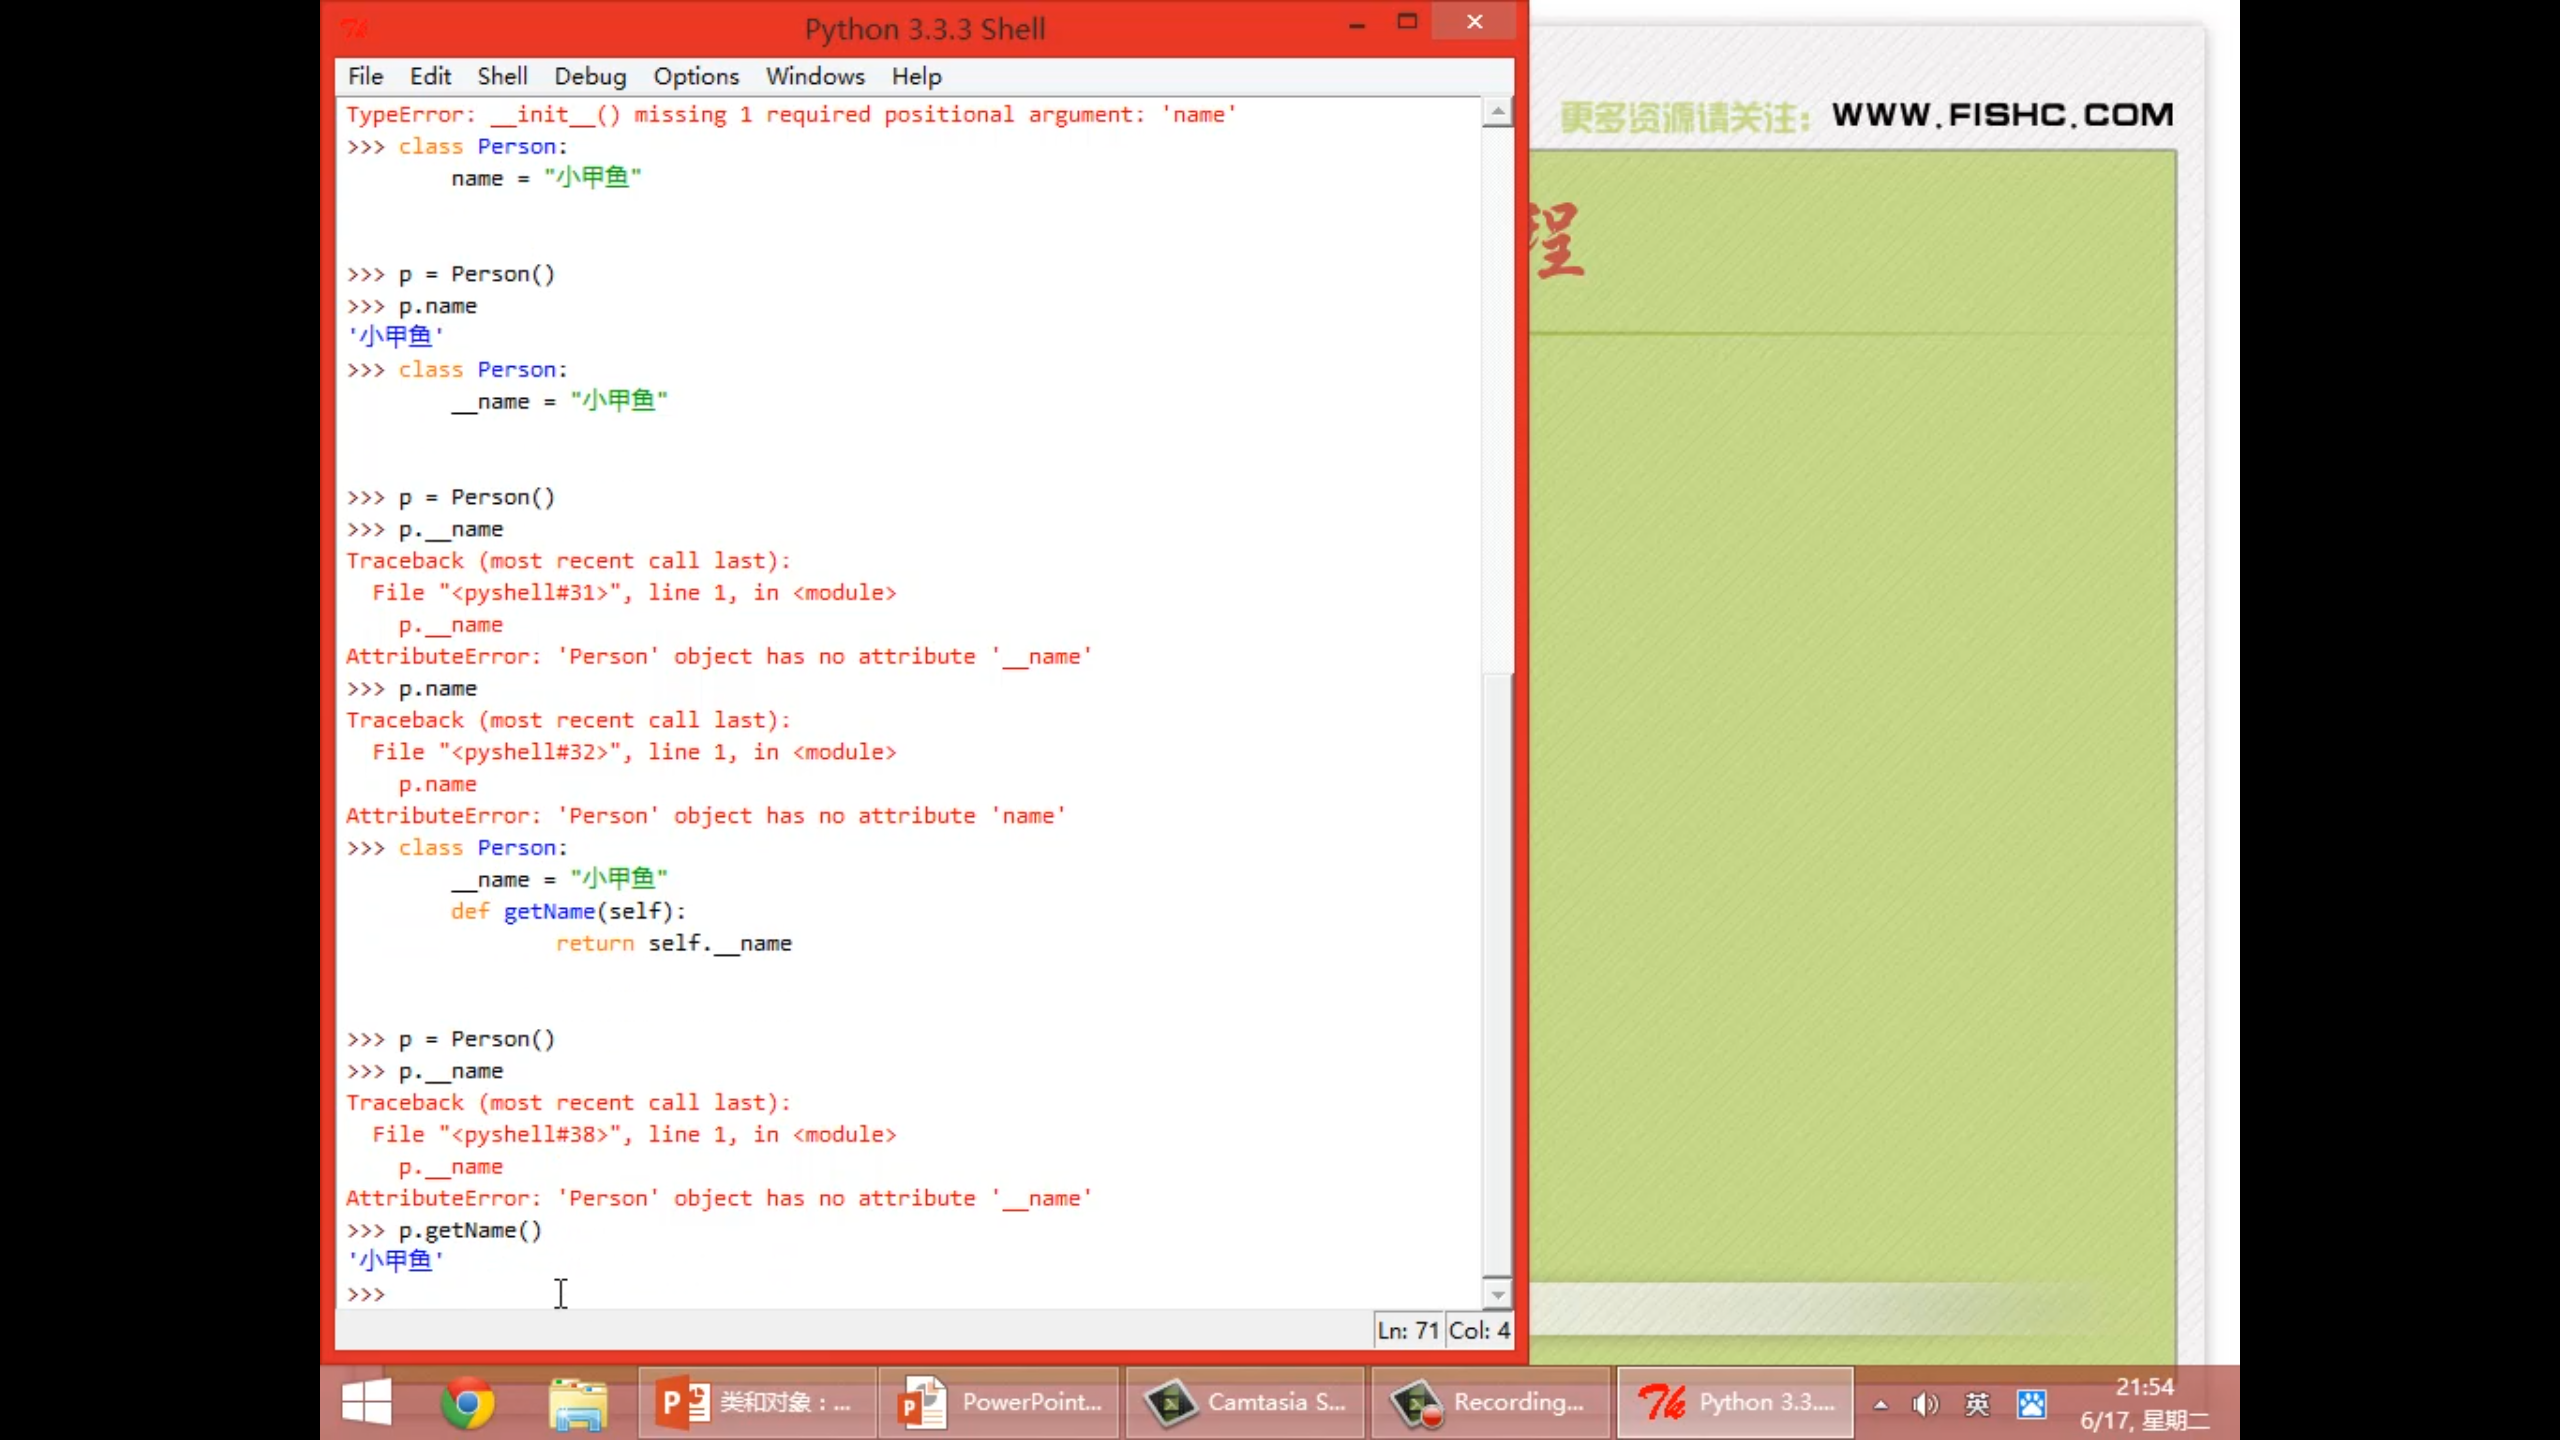 Python 3.3.3 Shell
File Edit Shell Debug Options Windows Help
TypeError: __init__() missing 1 required positional argument: 'name'
>>> class Person:
        name = "小甲鱼"
>>> p = Person()
>>> p.name
'小甲鱼'
>>> class Person:
        __name = "小甲鱼"
>>> p = Person()
>>> p.__name
Traceback (most recent call last):
  File "<pyshell#31>", line 1, in <module>
    p.__name
AttributeError: 'Person' object has no attribute '__name'
>>> p.name
Traceback (most recent call last):
  File "<pyshell#32>", line 1, in <module>
    p.name
AttributeError: 'Person' object has no attribute 'name'
>>> class Person:
        __name = "小甲鱼"
        def getName(self):
                return self.__name
>>> p = Person()
>>> p.__name
Traceback (most recent call last):
  File "<pyshell#38>", line 1, in <module>
    p.__name
AttributeError: 'Person' object has no attribute '__name'
>>> p.getName()
'小甲鱼'
>>>
Ln: 71 Col: 4
更多资源请关注: WWW.FISHC.COM
程
类和对象：...
PowerPoint...
Camtasia S...
Recording...
Python 3.3....
英
21:54
6/17, 星期二